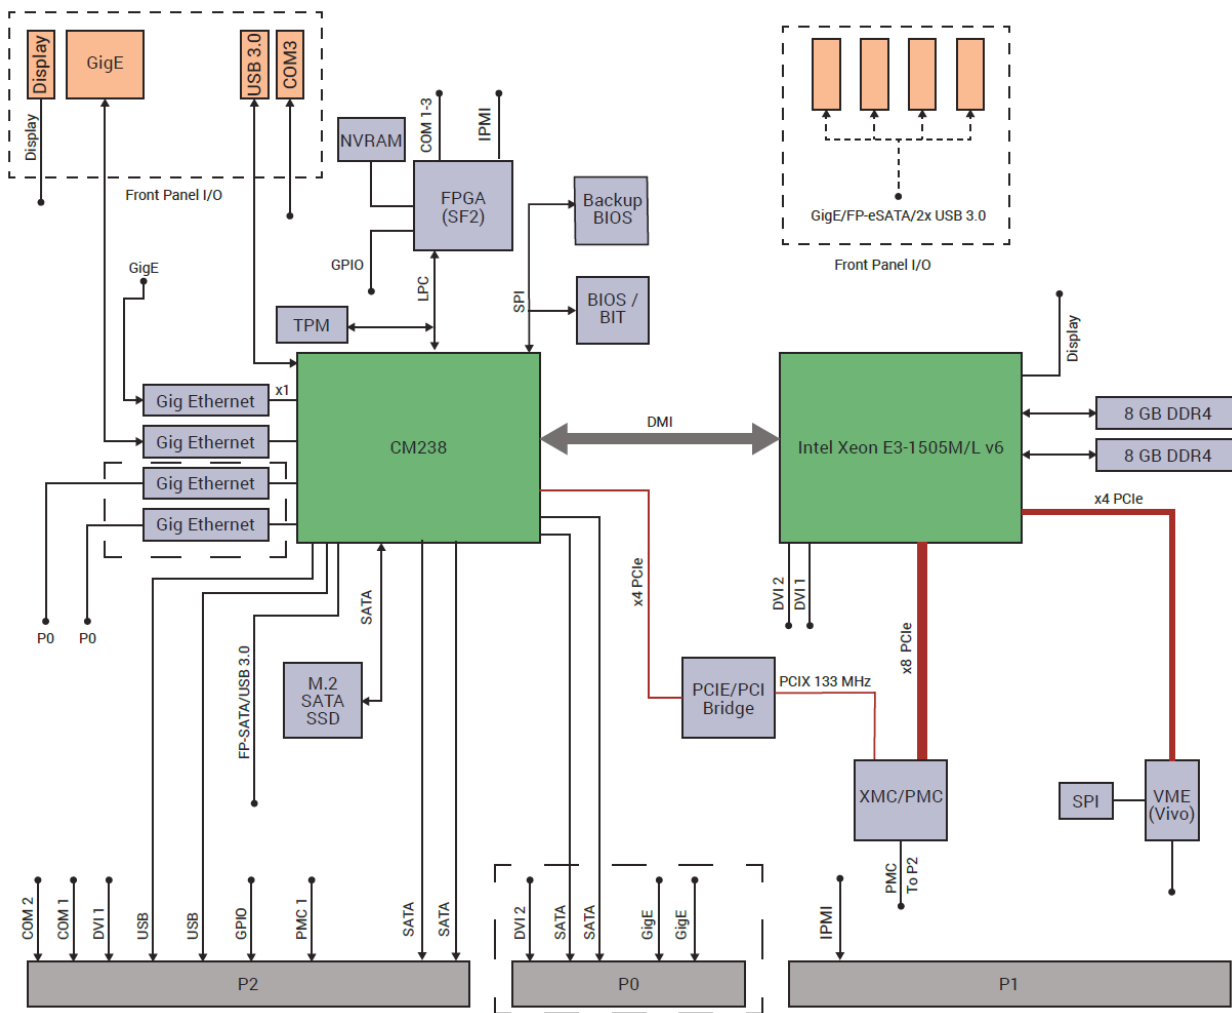 Display
GigE
USB 3.0
COM3
Display
Front Panel I/O
NVRAM
COM 1-3
IPMI
FPGA
(SF2)
Backup
BIOS
GigE/FP-eSATA/2x USB 3.0
Front Panel I/O
GigE
GPIO
LPC
SPI
BIOS /
BIT
TPM
Display
x1
Gig Ethernet
Gig Ethernet
Gig Ethernet
Gig Ethernet
CM238
DMI
Intel Xeon E3-1505M/L v6
8 GB DDR4
8 GB DDR4
x4 PCIe
P0
P0
SATA
x4 PCIe
DVI 2
DVI 1
x8 PCIe
FP-SATA/USB 3.0
M.2
SATA
SSD
PCIE/PCI
Bridge
PCIX 133 MHz
XMC/PMC
SPI
VME
(Vivo)
PMC
To P2
COM 2
COM 1
DVI 1
USB
USB
GPIO
PMC 1
SATA
SATA
DVI 2
SATA
SATA
GigE
GigE
IPMI
P2
P0
P1